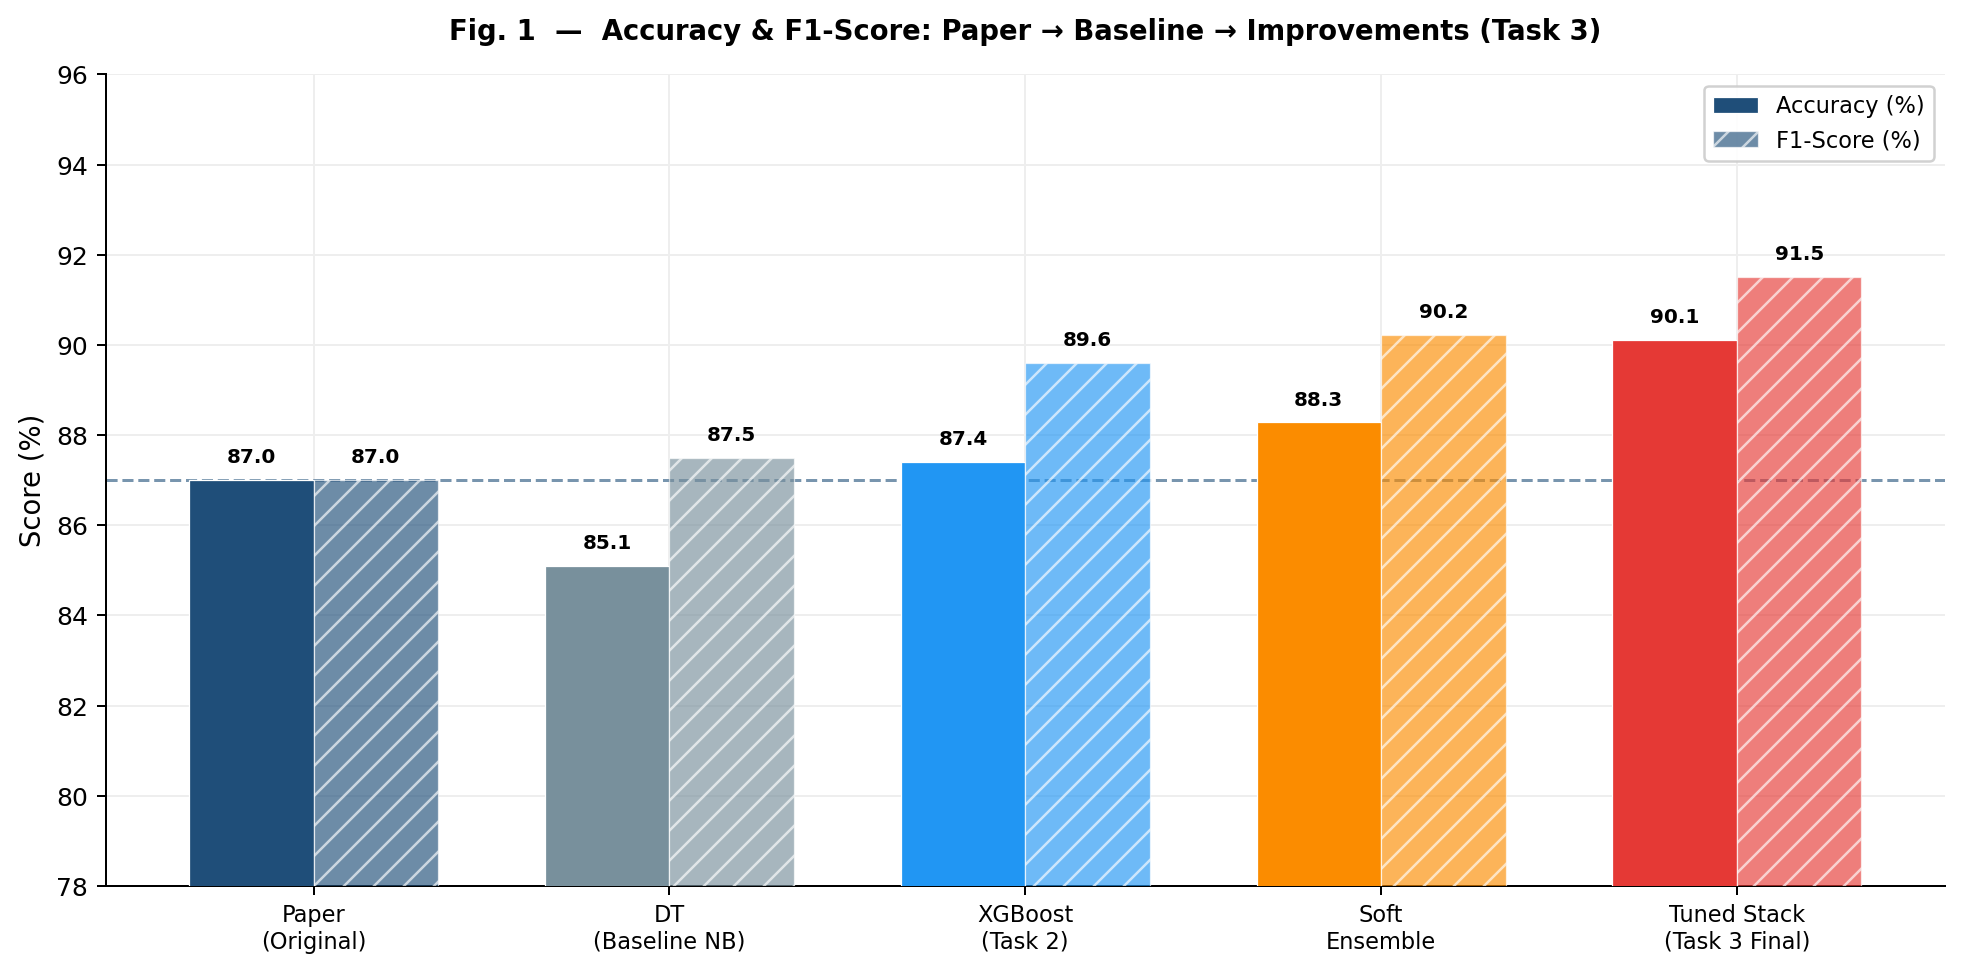 Fig. 1 — Accuracy & F1-Score: Paper → Baseline → Improvements (Task 3)
96
94
92
90
88
86
84
82
80
78
Score (%)
Accuracy (%)
F1-Score (%)
87.0
87.0
85.1
87.5
87.4
89.6
88.3
90.2
90.1
91.5
Paper
(Original)
DT
(Baseline NB)
XGBoost
(Task 2)
Soft
Ensemble
Tuned Stack
(Task 3 Final)